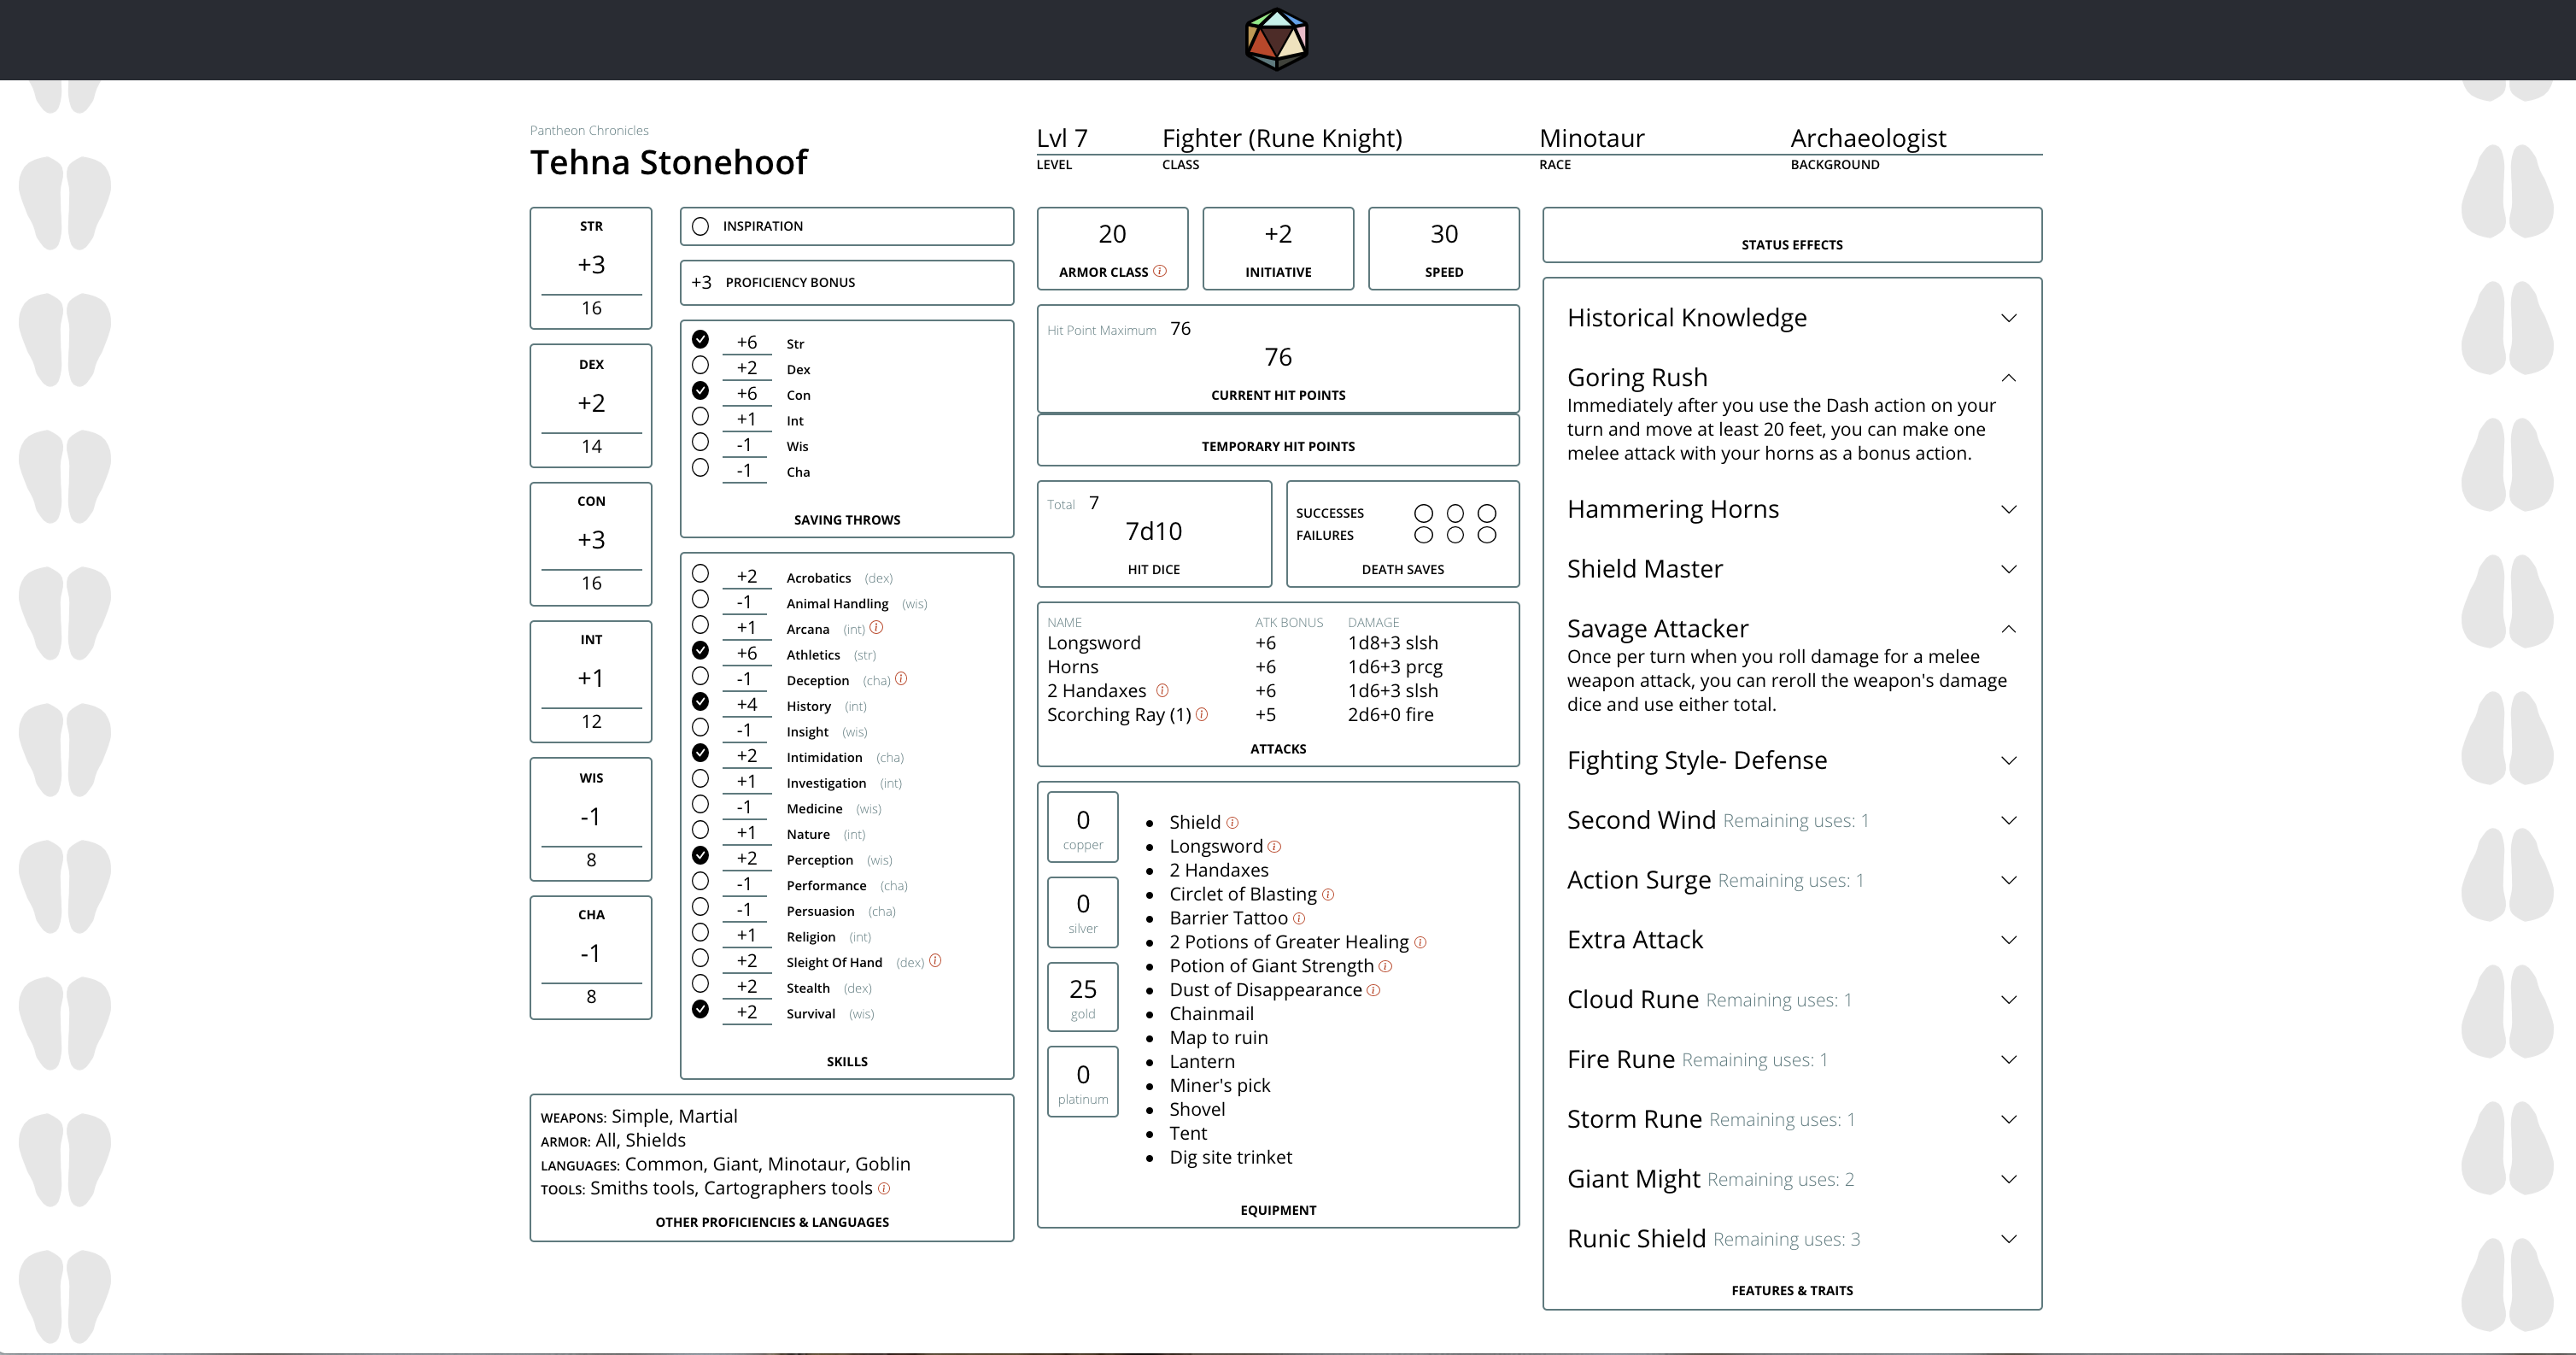 Pantheon Chronicles
Tehna Stonehoof
Lvl 7 Fighter (Rune Knight) Minotaur Archaeologist
LEVEL CLASS RACE BACKGROUND
STR
+3
16
DEX
+2
14
CON
+3
16
INT
+1
12
WIS
-1
8
CHA
-1
8
INSPIRATION
+3 PROFICIENCY BONUS
+6 Str
+2 Dex
+6 Con
+1 Int
-1 Wis
-1 Cha
SAVING THROWS
+2 Acrobatics (dex)
-1 Animal Handling (wis)
+1 Arcana (int)
+6 Athletics (str)
-1 Deception (cha)
+4 History (int)
-1 Insight (wis)
+2 Intimidation (cha)
+1 Investigation (int)
-1 Medicine (wis)
+1 Nature (int)
+2 Perception (wis)
-1 Performance (cha)
-1 Persuasion (cha)
+1 Religion (int)
+2 Sleight Of Hand (dex)
+2 Stealth (dex)
+2 Survival (wis)
SKILLS
WEAPONS: Simple, Martial
ARMOR: All, Shields
LANGUAGES: Common, Giant, Minotaur, Goblin
TOOLS: Smiths tools, Cartographers tools
OTHER PROFICIENCIES & LANGUAGES
20
ARMOR CLASS
+2
INITIATIVE
30
SPEED
Hit Point Maximum 76
76
CURRENT HIT POINTS
TEMPORARY HIT POINTS
Total 7
7d10
HIT DICE
SUCCESSES
FAILURES
DEATH SAVES
NAME ATK BONUS DAMAGE
Longsword +6 1d8+3 slsh
Horns +6 1d6+3 prcg
2 Handaxes +6 1d6+3 slsh
Scorching Ray (1) +5 2d6+0 fire
ATTACKS
0
copper
0
silver
25
gold
0
platinum
Shield
Longsword
2 Handaxes
Circlet of Blasting
Barrier Tattoo
2 Potions of Greater Healing
Potion of Giant Strength
Dust of Disappearance
Chainmail
Map to ruin
Lantern
Miner's pick
Shovel
Tent
Dig site trinket
EQUIPMENT
STATUS EFFECTS
Historical Knowledge
Goring Rush
Immediately after you use the Dash action on your
turn and move at least 20 feet, you can make one
melee attack with your horns as a bonus action.
Hammering Horns
Shield Master
Savage Attacker
Once per turn when you roll damage for a melee
weapon attack, you can reroll the weapon's damage
dice and use either total.
Fighting Style- Defense
Second Wind Remaining uses: 1
Action Surge Remaining uses: 1
Extra Attack
Cloud Rune Remaining uses: 1
Fire Rune Remaining uses: 1
Storm Rune Remaining uses: 1
Giant Might Remaining uses: 2
Runic Shield Remaining uses: 3
FEATURES & TRAITS